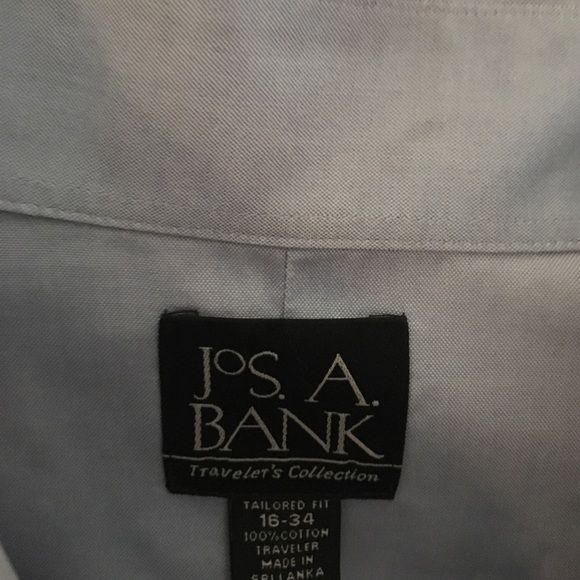 JoS. A.
BANK
Traveler's Collection
TAILORED FIT
16-34
100% COTTON
TRAVELER
MADE IN
SRI LANKA